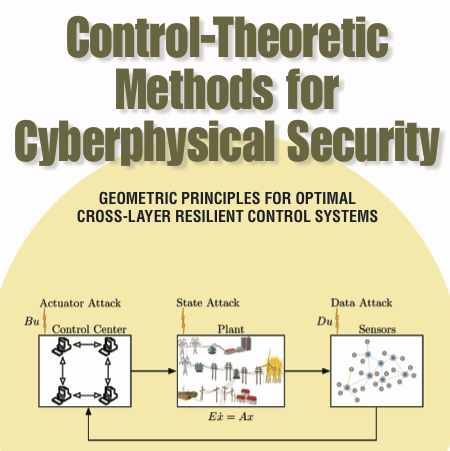 Control-Theoretic
Methods for
Cyberphysical Security
GEOMETRIC PRINCIPLES FOR OPTIMAL
CROSS-LAYER RESILIENT CONTROL SYSTEMS
Actuator Attack
State Attack
Data Attack
Bu
Du
Control Center
Plant
Sensors
Eẋ = Ax